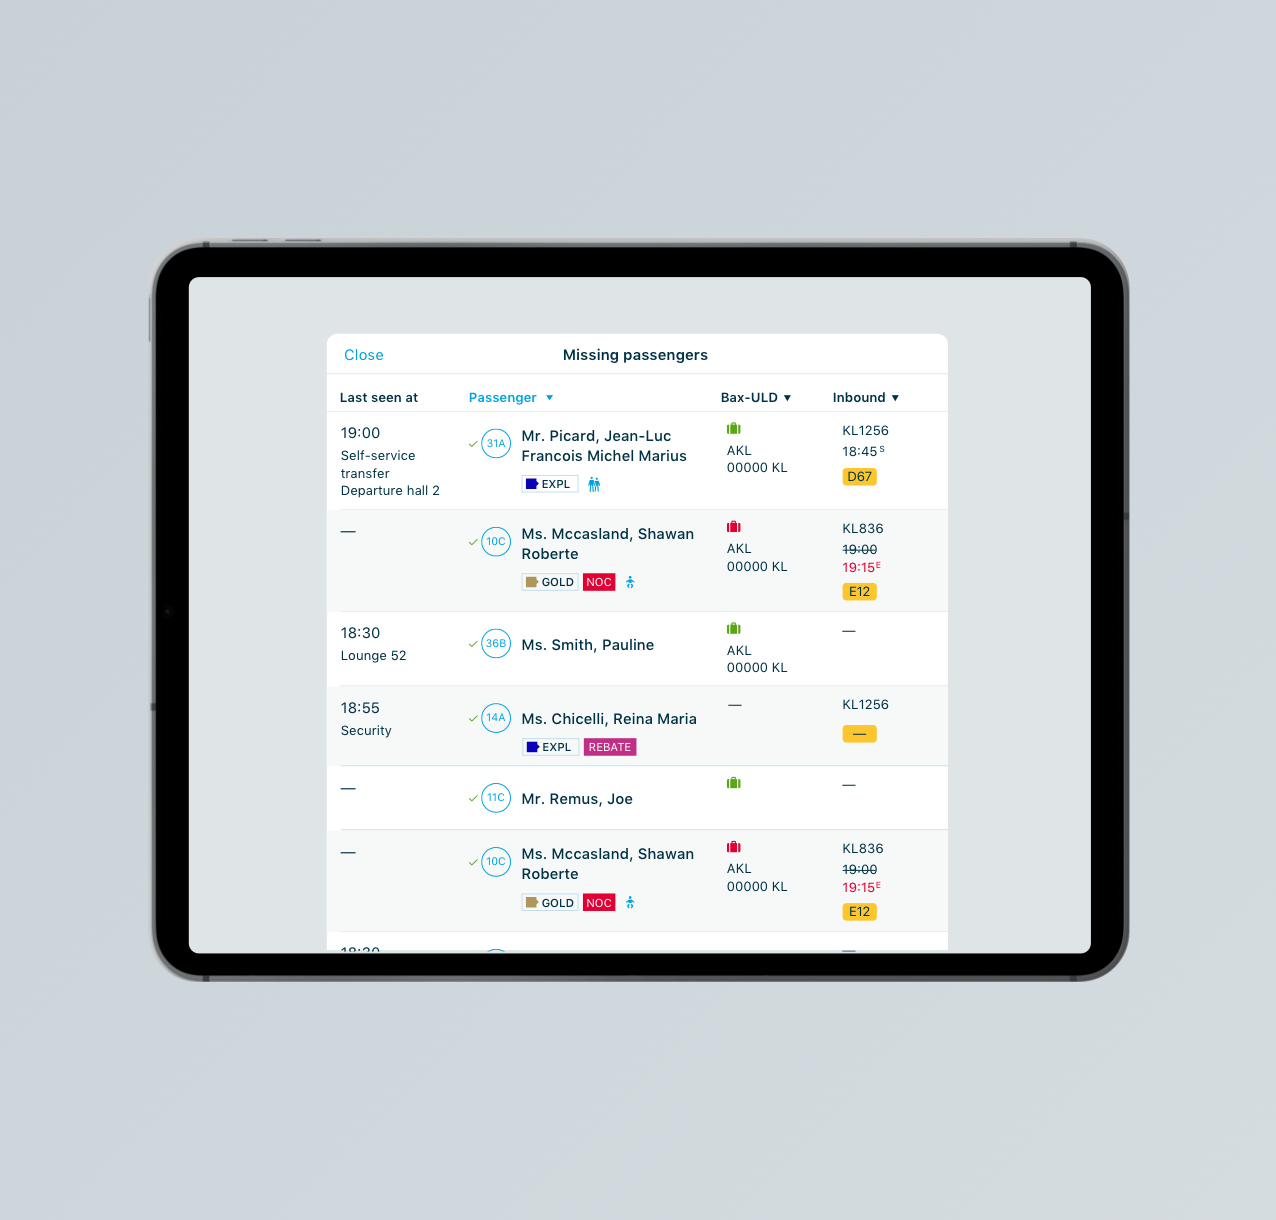 Close
Missing passengers
Last seen at
Passenger
Bax-ULD
Inbound
19:00
Self-service
transfer
Departure hall 2
31A
Mr. Picard, Jean-Luc
Francois Michel Marius
EXPL
AKL
00000 KL
KL1256
18:45 S
D67
—
10C
Ms. Mccasland, Shawan
Roberte
GOLD NOC
AKL
00000 KL
KL836
19:00
19:15 E
E12
18:30
Lounge 52
36B
Ms. Smith, Pauline
AKL
00000 KL
—
18:55
Security
14A
Ms. Chicelli, Reina Maria
EXPL REBATE
—
KL1256
—
—
11C
Mr. Remus, Joe
—
—
10C
Ms. Mccasland, Shawan
Roberte
GOLD NOC
AKL
00000 KL
KL836
19:00
19:15 E
E12
18:30
—